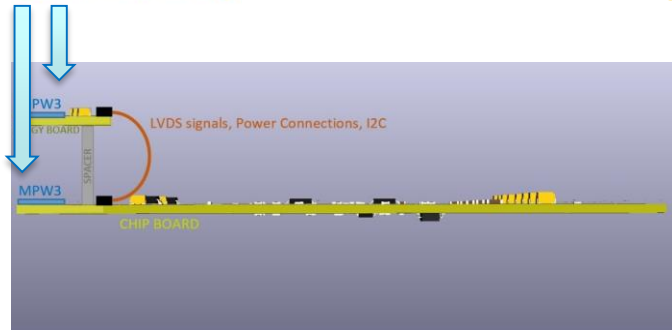 PW3
GY BOARD
LVDS signals, Power Connections, I2C
SPACER
MPW3
CHIP BOARD